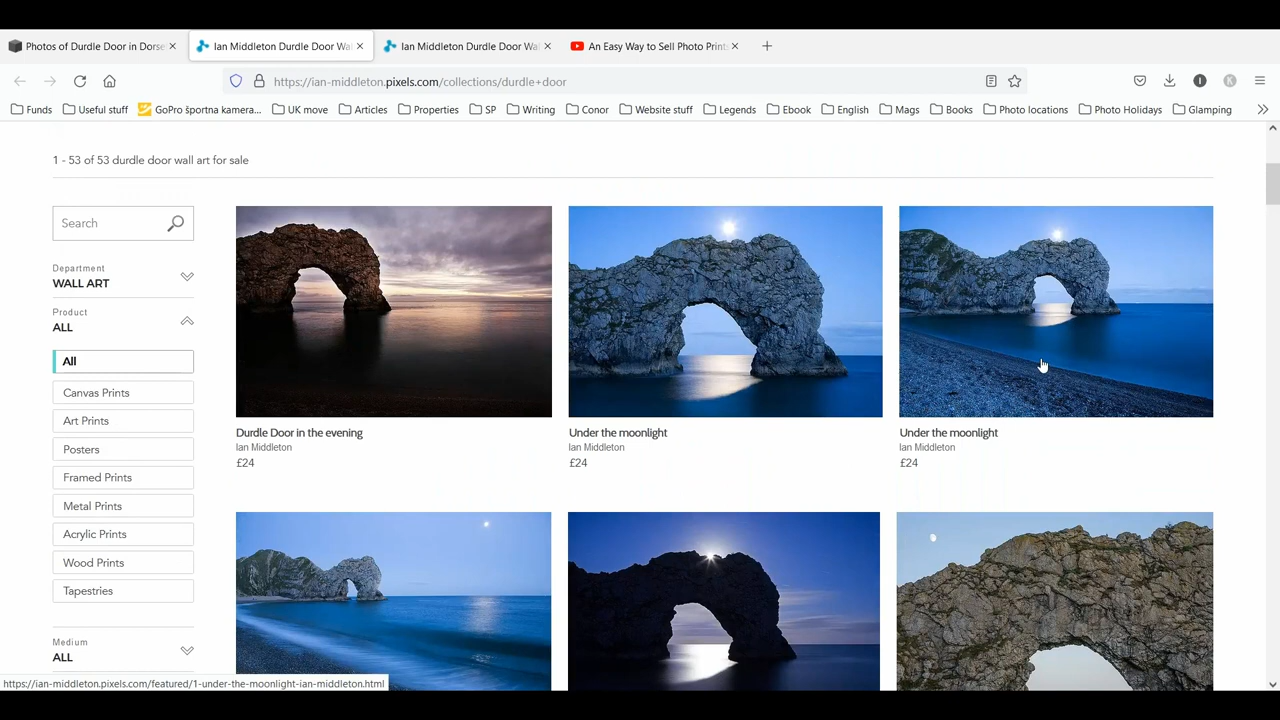 Photos of Durdle Door in Dorse
Ian Middleton Durdle Door Wa
Ian Middleton Durdle Door Wa
An Easy Way to Sell Photo Prints
https://ian-middleton.pixels.com/collections/durdle+door
I
K
Funds
Useful stuff
GoPro športna kamera...
UK move
Articles
Properties
SP
Writing
Conor
Website stuff
Legends
Ebook
English
Mags
Books
Photo locations
Photo Holidays
Glamping
1 - 53 of 53 durdle door wall art for sale
Search
Department
WALL ART
Product
ALL
All
Canvas Prints
Art Prints
Posters
Framed Prints
Metal Prints
Acrylic Prints
Wood Prints
Tapestries
Medium
ALL
Durdle Door in the evening
Ian Middleton
£24
Under the moonlight
Ian Middleton
£24
Under the moonlight
Ian Middleton
£24
https://ian-middleton.pixels.com/featured/1-under-the-moonlight-ian-middleton.html